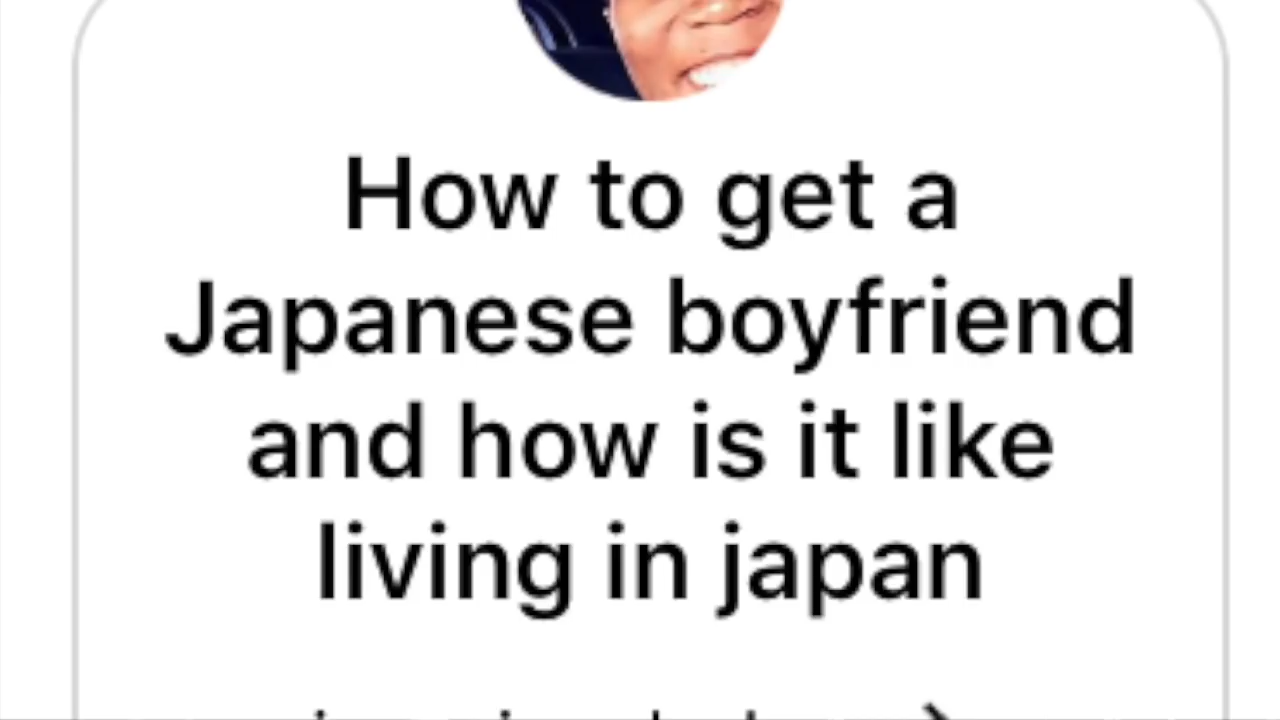 How to get a
Japanese boyfriend
and how is it like
living in japan